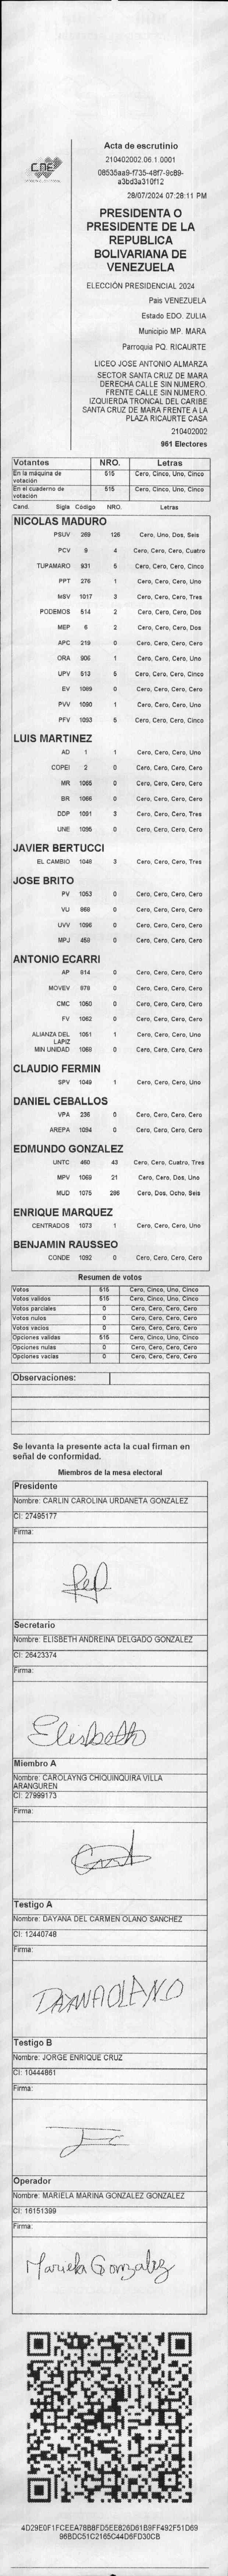 CNE
Acta de escrutinio
210402002.06.1.0001
08535aa9-f735-48f7-9c89-
a3bd3a310f12
28/07/2024 07:28:11 PM
PRESIDENTA O
PRESIDENTE DE LA
REPUBLICA
BOLIVARIANA DE
VENEZUELA
ELECCIÓN PRESIDENCIAL 2024
Pais VENEZUELA
Estado EDO. ZULIA
Municipio MP. MARA
Parroquia PQ. RICAURTE
LICEO JOSE ANTONIO ALMARZA
SECTOR SANTA CRUZ DE MARA
DERECHA CALLE SIN NUMERO.
FRENTE CALLE SIN NUMERO.
IZQUIERDA TRONCAL DEL CARIBE
SANTA CRUZ DE MARA FRENTE A LA
PLAZA RICAURTE CASA
210402002
961 Electores
Votantes NRO. Letras
En la máquina de votación 515 Cero, Cinco, Uno, Cinco
En el cuaderno de votación 515 Cero, Cinco, Uno, Cinco
Cand. Sigla Código NRO. Letras
NICOLAS MADURO
PSUV 269 126 Cero, Uno, Dos, Seis
PCV 9 4 Cero, Cero, Cero, Cuatro
TUPAMARO 931 5 Cero, Cero, Cero, Cinco
PPT 276 1 Cero, Cero, Cero, Uno
MSV 1017 3 Cero, Cero, Cero, Tres
PODEMOS 514 2 Cero, Cero, Cero, Dos
MEP 6 2 Cero, Cero, Cero, Dos
APC 219 0 Cero, Cero, Cero, Cero
ORA 906 1 Cero, Cero, Cero, Uno
UPV 513 5 Cero, Cero, Cero, Cinco
EV 1089 0 Cero, Cero, Cero, Cero
PVV 1090 1 Cero, Cero, Cero, Uno
PFV 1093 5 Cero, Cero, Cero, Cinco
LUIS MARTINEZ
AD 1 1 Cero, Cero, Cero, Uno
COPEI 2 0 Cero, Cero, Cero, Cero
MR 1065 0 Cero, Cero, Cero, Cero
BR 1066 0 Cero, Cero, Cero, Cero
DDP 1091 3 Cero, Cero, Cero, Tres
UNE 1095 0 Cero, Cero, Cero, Cero
JAVIER BERTUCCI
EL CAMBIO 1046 3 Cero, Cero, Cero, Tres
JOSE BRITO
PV 1053 0 Cero, Cero, Cero, Cero
VU 869 0 Cero, Cero, Cero, Cero
UVV 1096 0 Cero, Cero, Cero, Cero
MPJ 459 0 Cero, Cero, Cero, Cero
ANTONIO ECARRI
AP 814 0 Cero, Cero, Cero, Cero
MOVEV 978 0 Cero, Cero, Cero, Cero
CMC 1050 0 Cero, Cero, Cero, Cero
FV 1062 0 Cero, Cero, Cero, Cero
ALIANZA DEL LAPIZ 1051 1 Cero, Cero, Cero, Uno
MIN UNIDAD 1068 0 Cero, Cero, Cero, Cero
CLAUDIO FERMIN
SPV 1049 1 Cero, Cero, Cero, Uno
DANIEL CEBALLOS
VPA 236 0 Cero, Cero, Cero, Cero
AREPA 1094 0 Cero, Cero, Cero, Cero
EDMUNDO GONZALEZ
UNTC 460 43 Cero, Cero, Cuatro, Tres
MPV 1069 21 Cero, Cero, Dos, Uno
MUD 1075 286 Cero, Dos, Ocho, Seis
ENRIQUE MARQUEZ
CENTRADOS 1073 1 Cero, Cero, Cero, Uno
BENJAMIN RAUSSEO
CONDE 1092 0 Cero, Cero, Cero, Cero
Resumen de votos
Votos 515 Cero, Cinco, Uno, Cinco
Votos validos 515 Cero, Cinco, Uno, Cinco
Votos parciales 0 Cero, Cero, Cero, Cero
Votos nulos 0 Cero, Cero, Cero, Cero
Votos vacios 0 Cero, Cero, Cero, Cero
Opciones validas 515 Cero, Cinco, Uno, Cinco
Opciones nulas 0 Cero, Cero, Cero, Cero
Opciones vacias 0 Cero, Cero, Cero, Cero
Observaciones:
Se levanta la presente acta la cual firman en
señal de conformidad.
Miembros de la mesa electoral
Presidente
Nombre: CARLIN CAROLINA URDANETA GONZALEZ
CI: 27495177
Firma:
Secretario
Nombre: ELISBETH ANDREINA DELGADO GONZALEZ
CI: 26423374
Firma:
Elisbeth
Miembro A
Nombre: CAROLAYNG CHIQUINQUIRA VILLA
ARANGUREN
CI: 27999173
Firma:
Testigo A
Nombre: DAYANA DEL CARMEN OLANO SANCHEZ
CI: 12440748
Firma:
Testigo B
Nombre: JORGE ENRIQUE CRUZ
CI: 10444861
Firma:
Operador
Nombre: MARIELA MARINA GONZALEZ GONZALEZ
CI: 16151399
Firma:
Mariela Gonzalez
4D29E0F1FCEEA78B8FD5EE826D61B9FF492F51D69
96BDC51C2165C44D6FD30CB